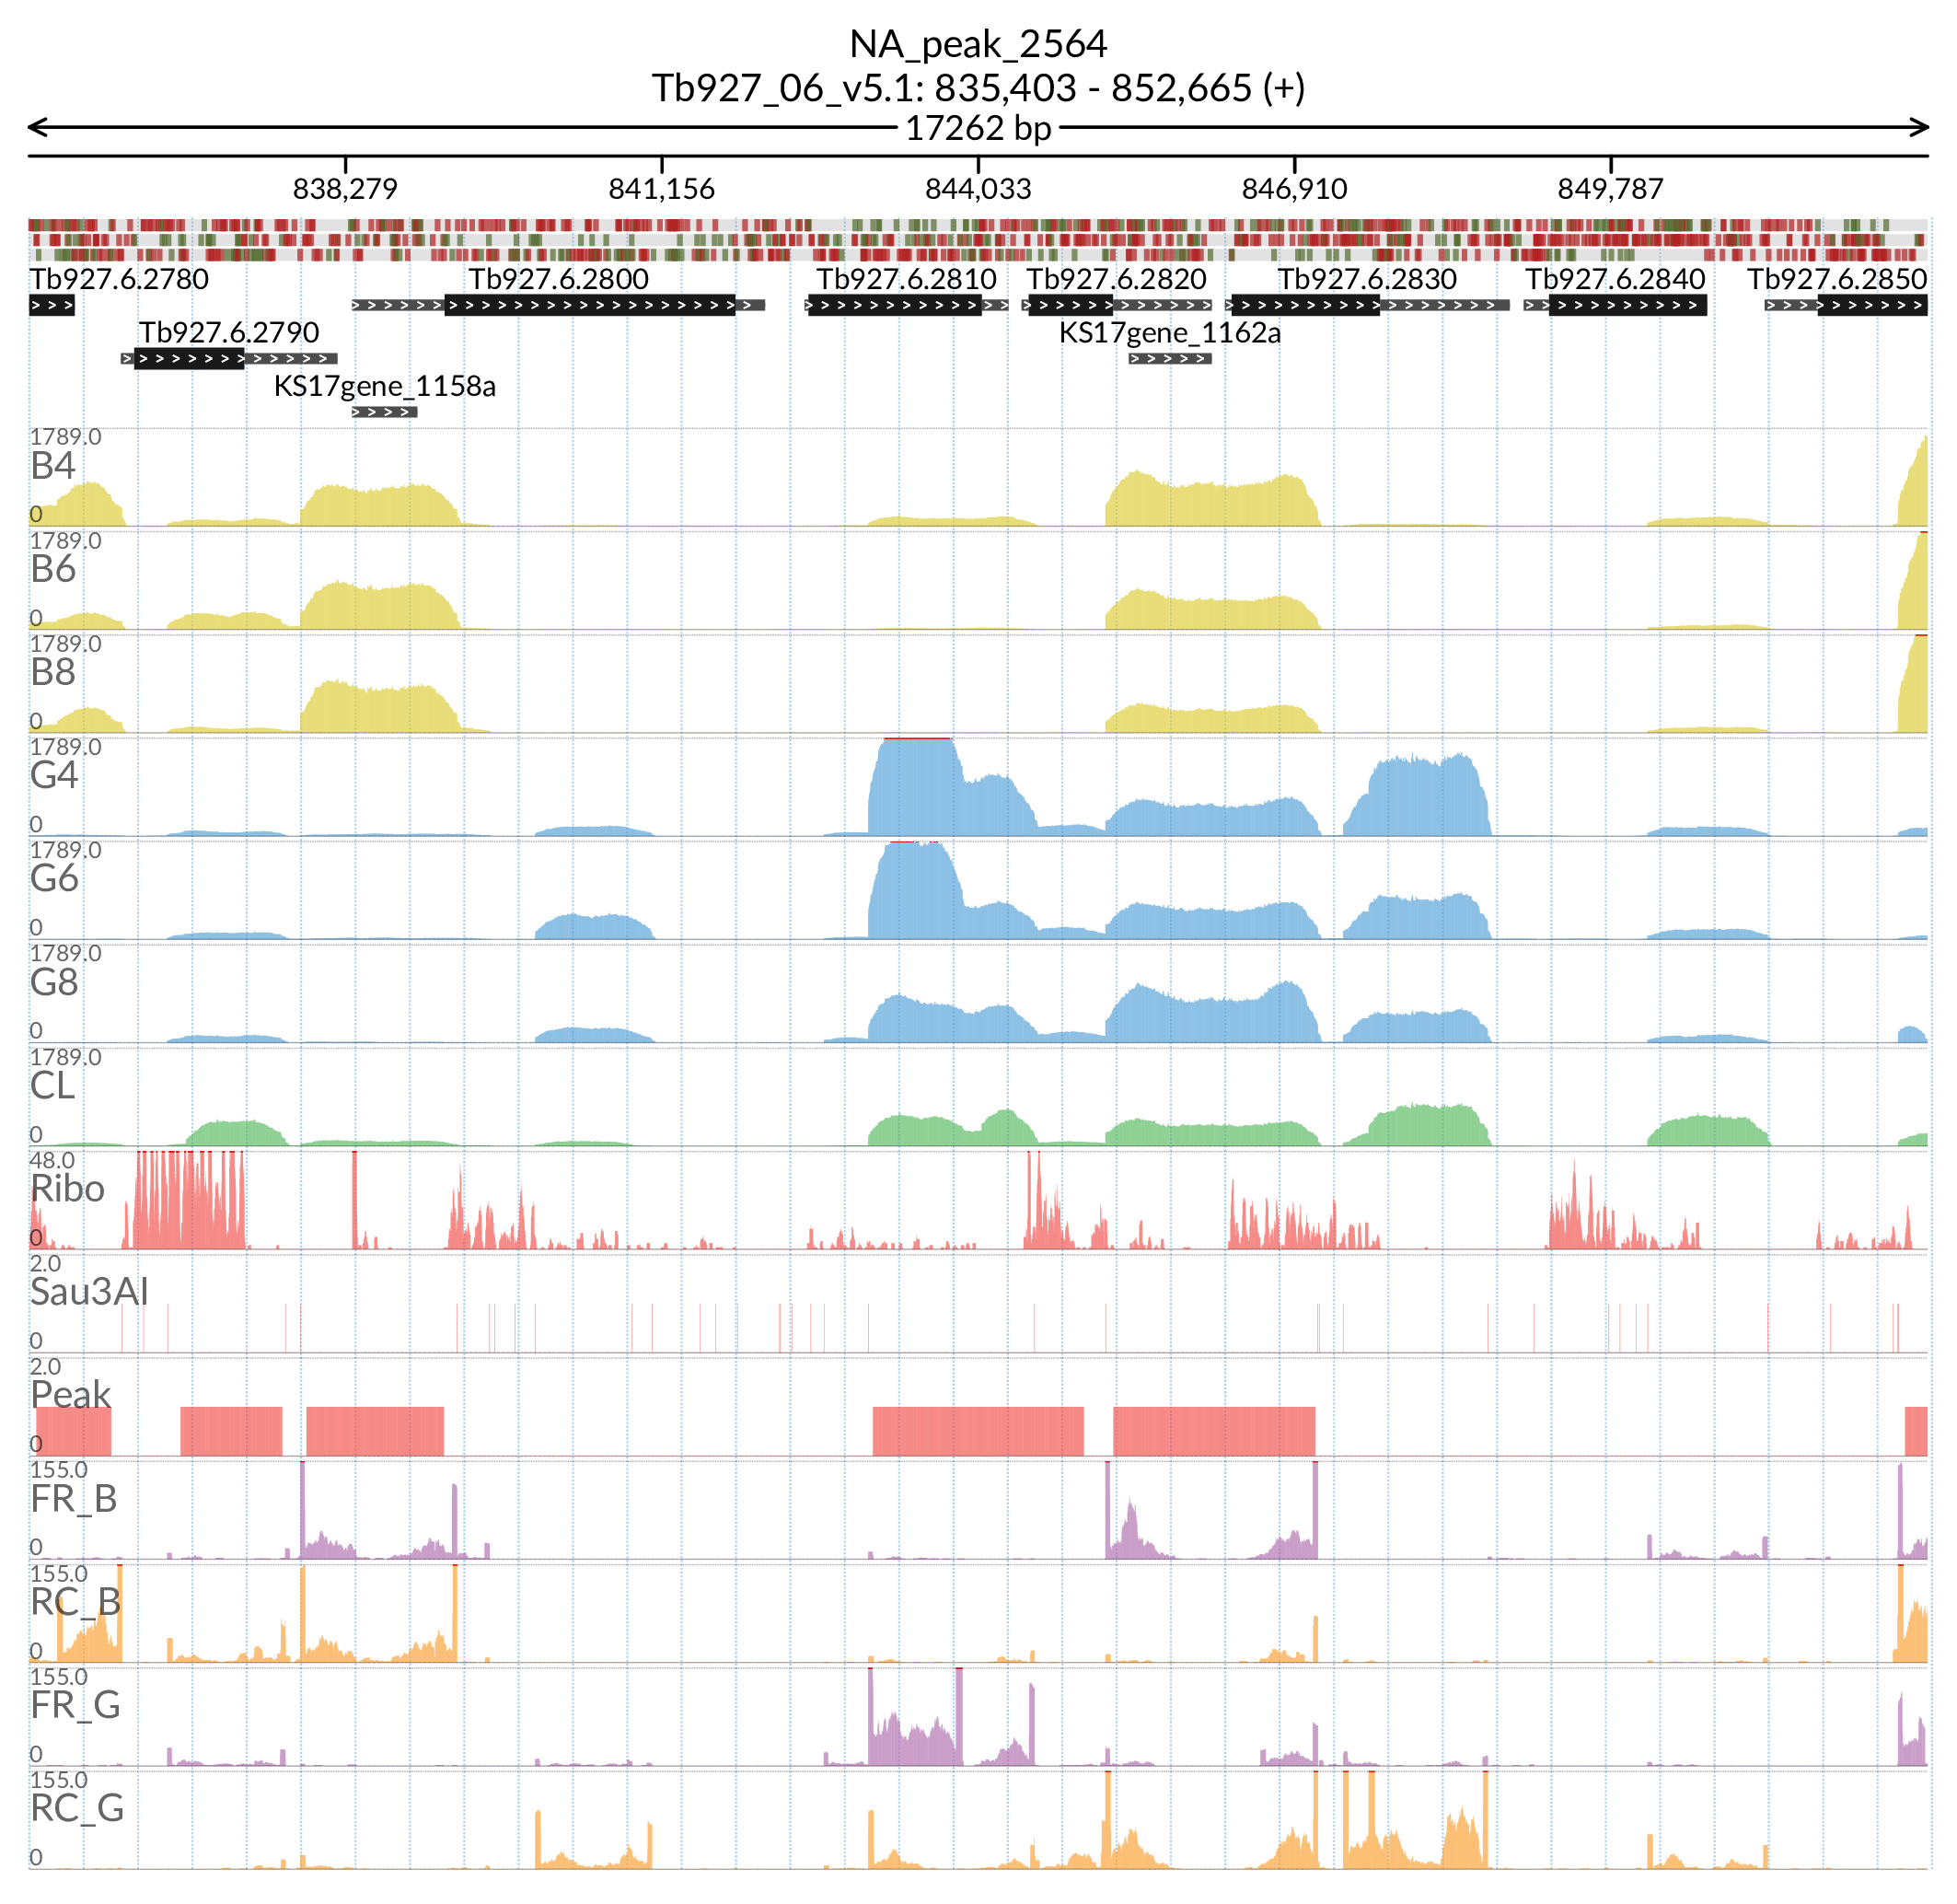 NA_peak_2564
Tb927_06_v5.1: 835,403 - 852,665 (+)
17262 bp
838,279 841,156 844,033 846,910 849,787
Tb927.6.2780 Tb927.6.2800 Tb927.6.2810 Tb927.6.2820 Tb927.6.2830 Tb927.6.2840 Tb927.6.2850
Tb927.6.2790 KS17gene_1162a
KS17gene_1158a
1789.0
B4
0
1789.0
B6
0
1789.0
B8
0
1789.0
G4
0
1789.0
G6
0
1789.0
G8
0
1789.0
CL
0
48.0
Ribo
0
2.0
Sau3AI
0
2.0
Peak
0
155.0
FR_B
0
155.0
RC_B
0
155.0
FR_G
0
155.0
RC_G
0